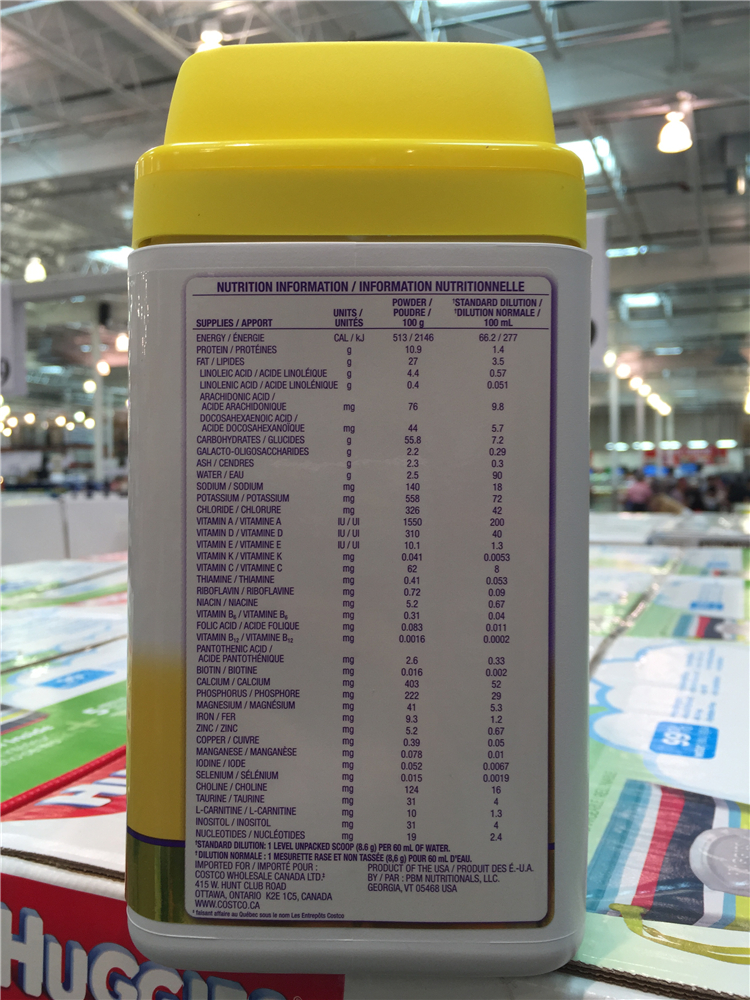 NUTRITION INFORMATION / INFORMATION NUTRITIONNELLE
SUPPLIES / APPORT UNITS / UNITÉS POWDER / POUDRE / 100 g †STANDARD DILUTION / †DILUTION NORMALE / 100 mL
ENERGY / ÉNERGIE CAL / kJ 513 / 2146 66.2 / 277
PROTEIN / PROTÉINES g 10.9 1.4
FAT / LIPIDES g 27 3.5
LINOLEIC ACID / ACIDE LINOLÉIQUE g 4.4 0.57
LINOLENIC ACID / ACIDE LINOLÉNIQUE g 0.4 0.051
ARACHIDONIC ACID /
ACIDE ARACHIDONIQUE mg 76 9.8
DOCOSAHEXAENOIC ACID /
ACIDE DOCOSAHEXANOÏQUE mg 44 5.7
CARBOHYDRATES / GLUCIDES g 55.8 7.2
GALACTO-OLIGOSACCHARIDES g 2.2 0.29
ASH / CENDRES g 2.3 0.3
WATER / EAU g 2.5 90
SODIUM / SODIUM mg 140 18
POTASSIUM / POTASSIUM mg 558 72
CHLORIDE / CHLORURE mg 326 42
VITAMIN A / VITAMINE A IU / UI 1550 200
VITAMIN D / VITAMINE D IU / UI 310 40
VITAMIN E / VITAMINE E IU / UI 10.1 1.3
VITAMIN K / VITAMINE K mg 0.041 0.0053
VITAMIN C / VITAMINE C mg 62 8
THIAMINE / THIAMINE mg 0.41 0.053
RIBOFLAVIN / RIBOFLAVINE mg 0.72 0.09
NIACIN / NIACINE mg 5.2 0.67
VITAMIN B6 / VITAMINE B6 mg 0.31 0.04
FOLIC ACID / ACIDE FOLIQUE mg 0.083 0.011
VITAMIN B12 / VITAMINE B12 mg 0.0016 0.0002
PANTOTHENIC ACID /
ACIDE PANTOTHÉNIQUE mg 2.6 0.33
BIOTIN / BIOTINE mg 0.016 0.002
CALCIUM / CALCIUM mg 403 52
PHOSPHORUS / PHOSPHORE mg 222 29
MAGNESIUM / MAGNÉSIUM mg 41 5.3
IRON / FER mg 9.3 1.2
ZINC / ZINC mg 5.2 0.67
COPPER / CUIVRE mg 0.39 0.05
MANGANESE / MANGANÈSE mg 0.078 0.01
IODINE / IODE mg 0.052 0.0067
SELENIUM / SÉLÉNIUM mg 0.015 0.0019
CHOLINE / CHOLINE mg 124 16
TAURINE / TAURINE mg 31 4
L-CARNITINE / L-CARNITINE mg 10 1.3
INOSITOL / INOSITOL mg 31 4
NUCLEOTIDES / NUCLÉOTIDES mg 19 2.4
†STANDARD DILUTION: 1 LEVEL UNPACKED SCOOP (8.6 g) PER 60 mL OF WATER.
†DILUTION NORMALE : 1 MESURETTE RASE ET NON TASSÉE (8,6 g) POUR 60 mL D'EAU.
IMPORTED FOR / IMPORTÉ POUR :
COSTCO WHOLESALE CANADA LTD.‡
415 W. HUNT CLUB ROAD
OTTAWA, ONTARIO K2E 1C5, CANADA
WWW.COSTCO.CA
‡ faisant affaire au Québec sous le nom Les Entrepôts Costco
PRODUCT OF THE USA / PRODUIT DES É.-U.A.
BY / PAR : PBM NUTRITIONALS, LLC.
GEORGIA, VT 05468 USA
HUGGIES